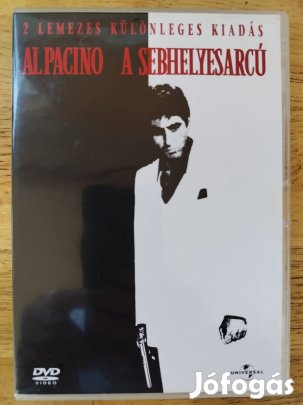 2 LEMEZES KÜLÖNLEGES KIADÁS
AL PACINO A SEBHELYESARCÚ
DVD
VIDEO
UNIVERSAL
Jófogás